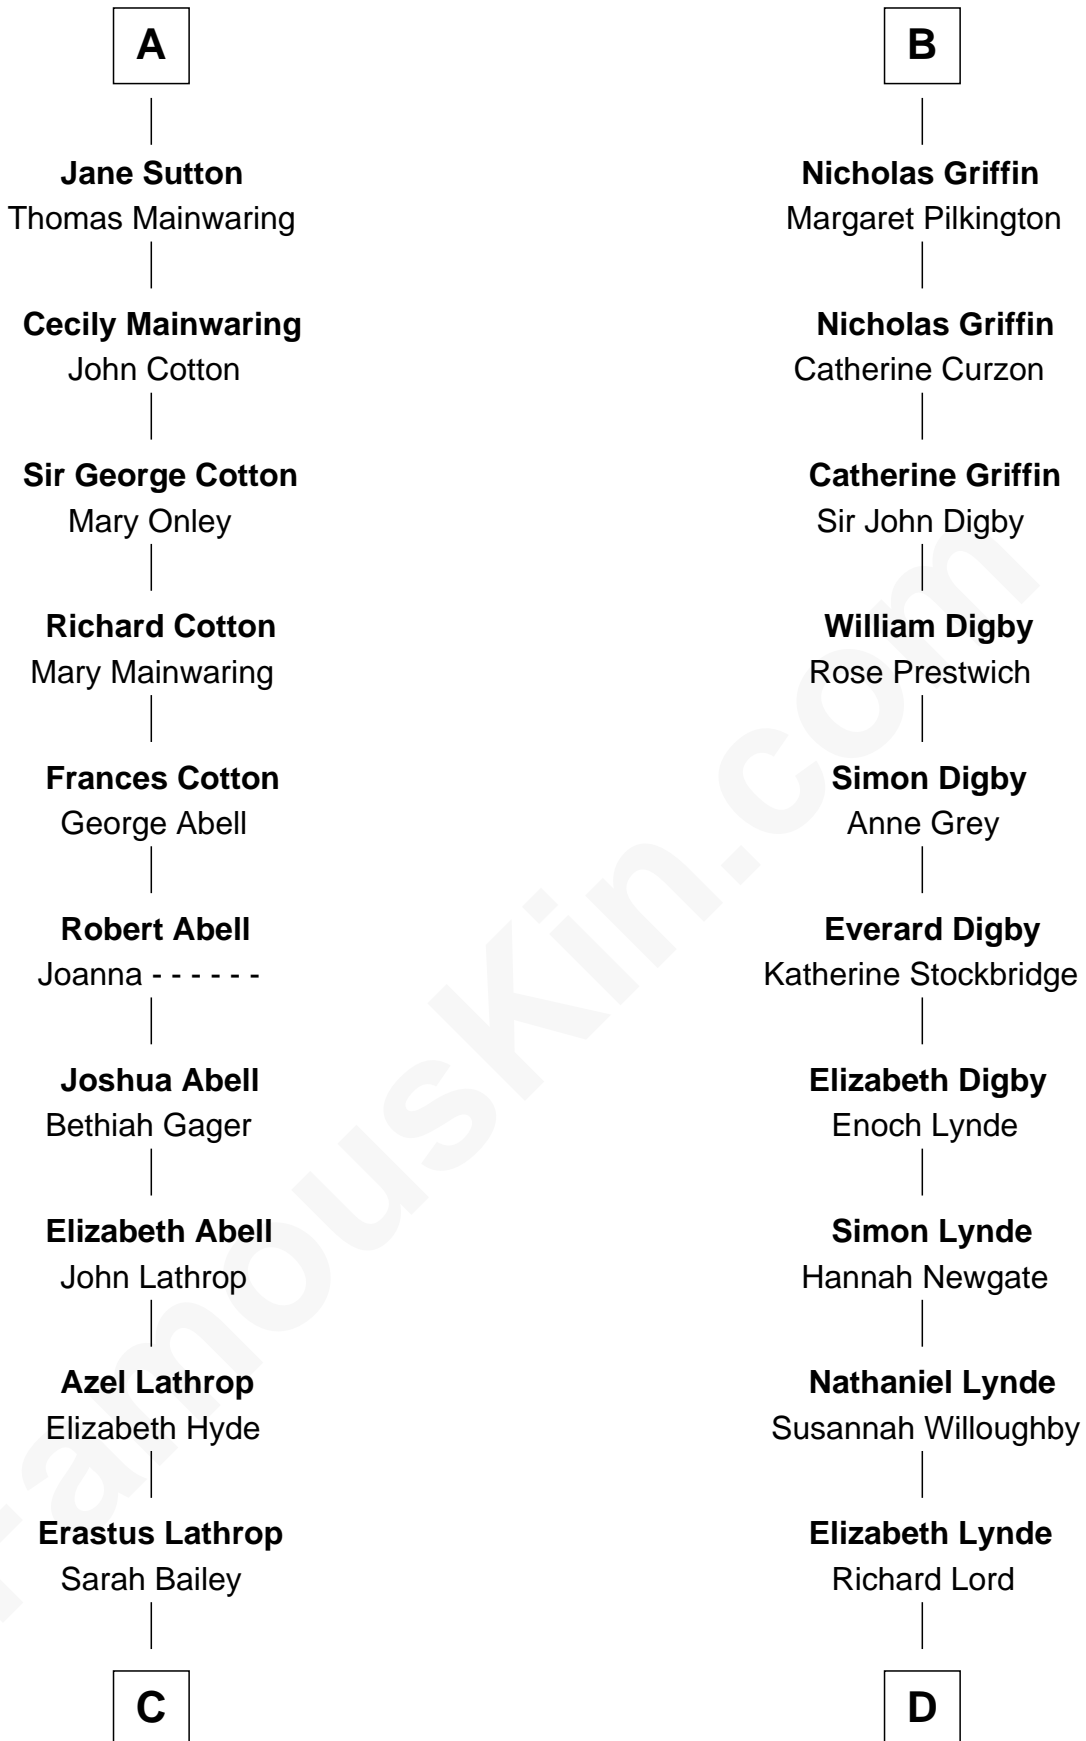 A
Jane Sutton
Thomas Mainwaring
Cecily Mainwaring
John Cotton
Sir George Cotton
Mary Onley
Richard Cotton
Mary Mainwaring
Frances Cotton
George Abell
Robert Abell
Joanna - - - - - -
Joshua Abell
Bethiah Gager
Elizabeth Abell
John Lathrop
Azel Lathrop
Elizabeth Hyde
Erastus Lathrop
Sarah Bailey
C
B
Nicholas Griffin
Margaret Pilkington
Nicholas Griffin
Catherine Curzon
Catherine Griffin
Sir John Digby
William Digby
Rose Prestwich
Simon Digby
Anne Grey
Everard Digby
Katherine Stockbridge
Elizabeth Digby
Enoch Lynde
Simon Lynde
Hannah Newgate
Nathaniel Lynde
Susannah Willoughby
Elizabeth Lynde
Richard Lord
D
FamousKin.com